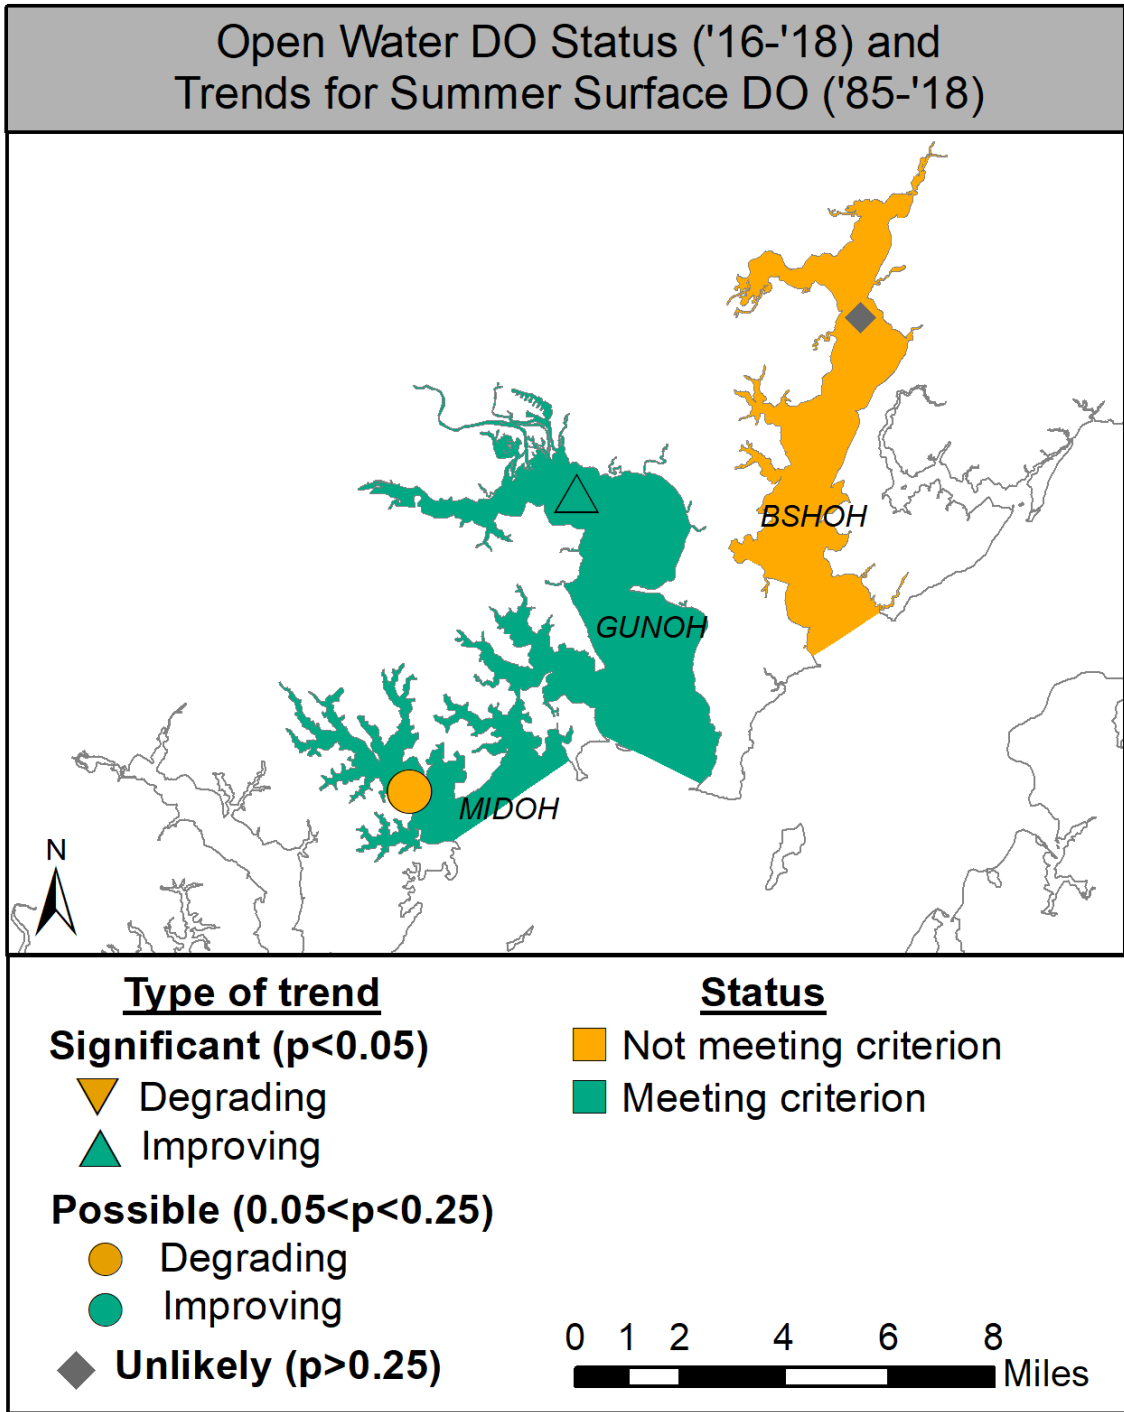 Open Water DO Status ('16-'18) and
Trends for Summer Surface DO ('85-'18)
BSHOH
GUNOH
MIDOH
N
Type of trend
Significant (p<0.05)
Degrading
Improving
Possible (0.05<p<0.25)
Degrading
Improving
Unlikely (p>0.25)
Status
Not meeting criterion
Meeting criterion
0 1 2 4 6 8
Miles